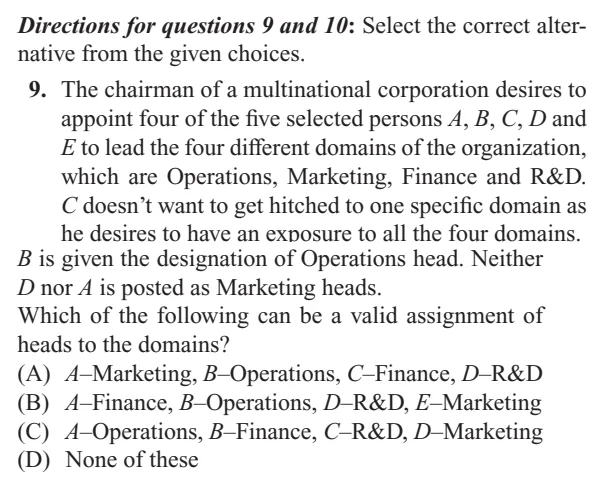 Directions for questions 9 and 10: Select the correct alter-
native from the given choices.
9. The chairman of a multinational corporation desires to
appoint four of the five selected persons A, B, C, D and
E to lead the four different domains of the organization,
which are Operations, Marketing, Finance and R&D.
C doesn’t want to get hitched to one specific domain as
he desires to have an exposure to all the four domains.
B is given the designation of Operations head. Neither
D nor A is posted as Marketing heads.
Which of the following can be a valid assignment of
heads to the domains?
(A) A–Marketing, B–Operations, C–Finance, D–R&D
(B) A–Finance, B–Operations, D–R&D, E–Marketing
(C) A–Operations, B–Finance, C–R&D, D–Marketing
(D) None of these